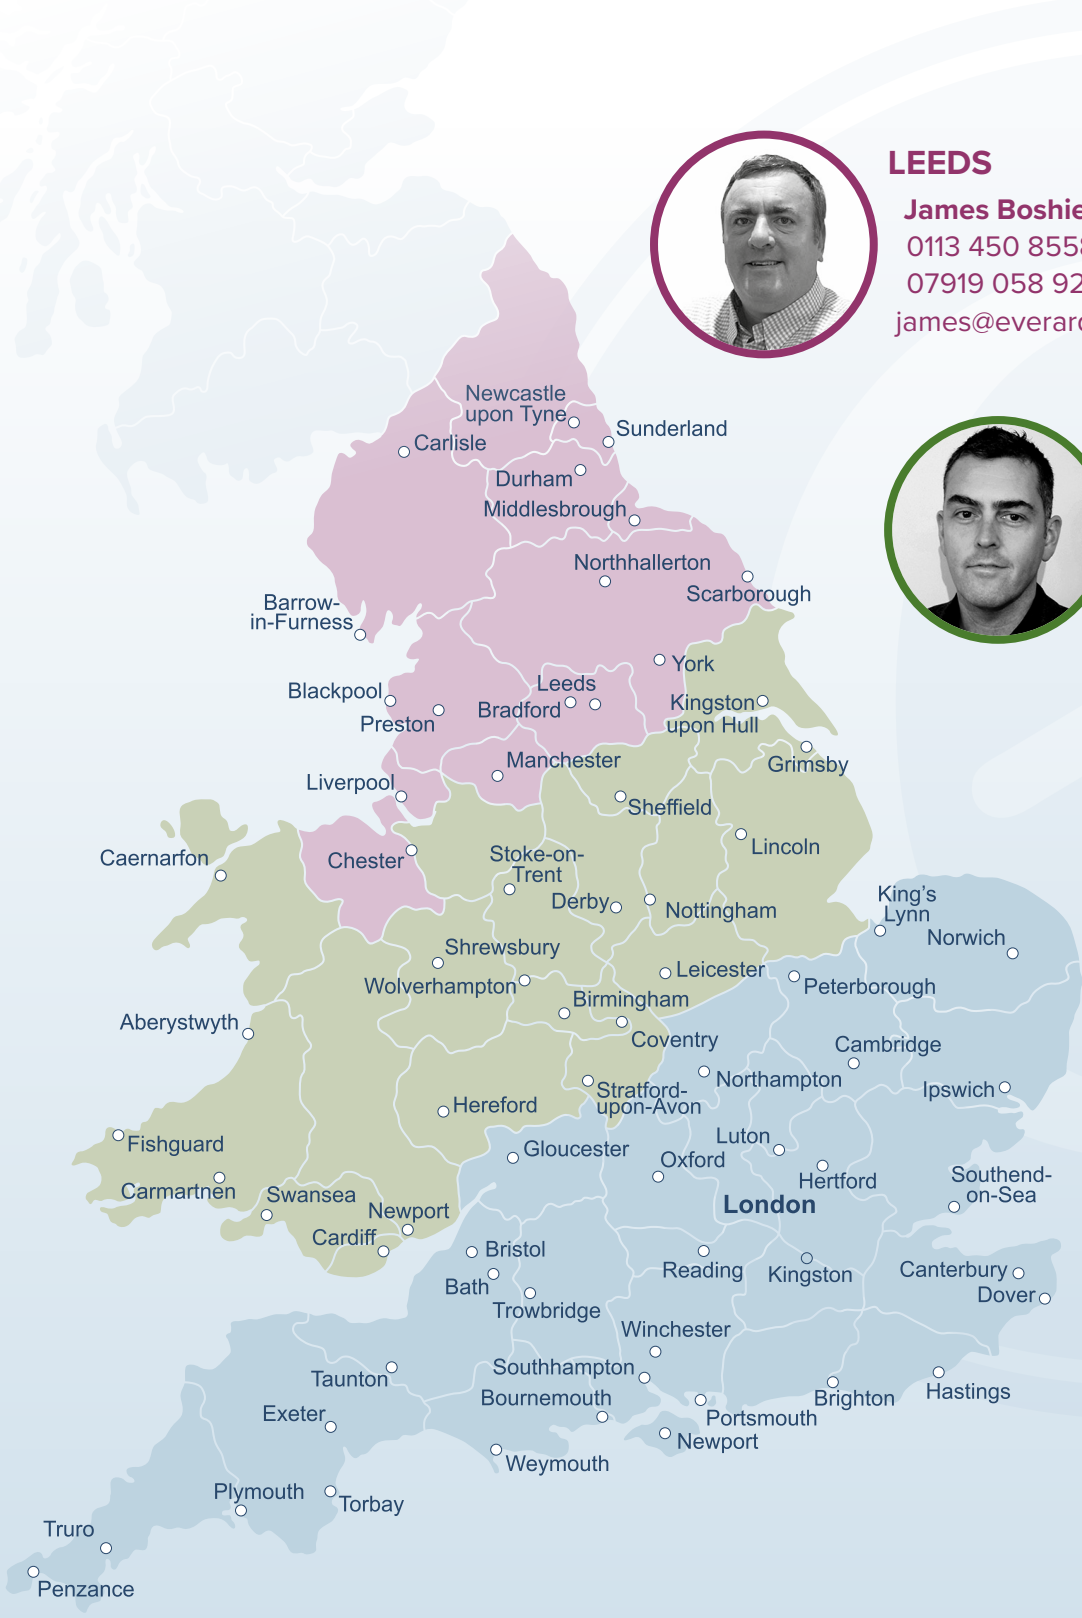 LEEDS
James Boshie
0113 450 855
07919 058 92
james@everard
Newcastle
upon Tyne
Sunderland
Carlisle
Durham
Middlesbrough
Northhallerton
Scarborough
Barrow-
in-Furness
York
Leeds
Blackpool
Bradford
Kingston
upon Hull
Preston
Manchester
Grimsby
Liverpool
Sheffield
Lincoln
Caernarfon
Chester
Stoke-on-
Trent
Derby
Nottingham
King's
Lynn
Norwich
Shrewsbury
Leicester
Wolverhampton
Peterborough
Birmingham
Aberystwyth
Coventry
Cambridge
Northampton
Ipswich
Stratford-
upon-Avon
Hereford
Fishguard
Gloucester
Luton
Oxford
Hertford
Southend-
on-Sea
Carmartnen
Swansea
London
Newport
Cardiff
Bristol
Reading
Kingston
Canterbury
Bath
Dover
Trowbridge
Winchester
Southhampton
Taunton
Bournemouth
Brighton
Hastings
Exeter
Portsmouth
Newport
Weymouth
Plymouth
Torbay
Truro
Penzance